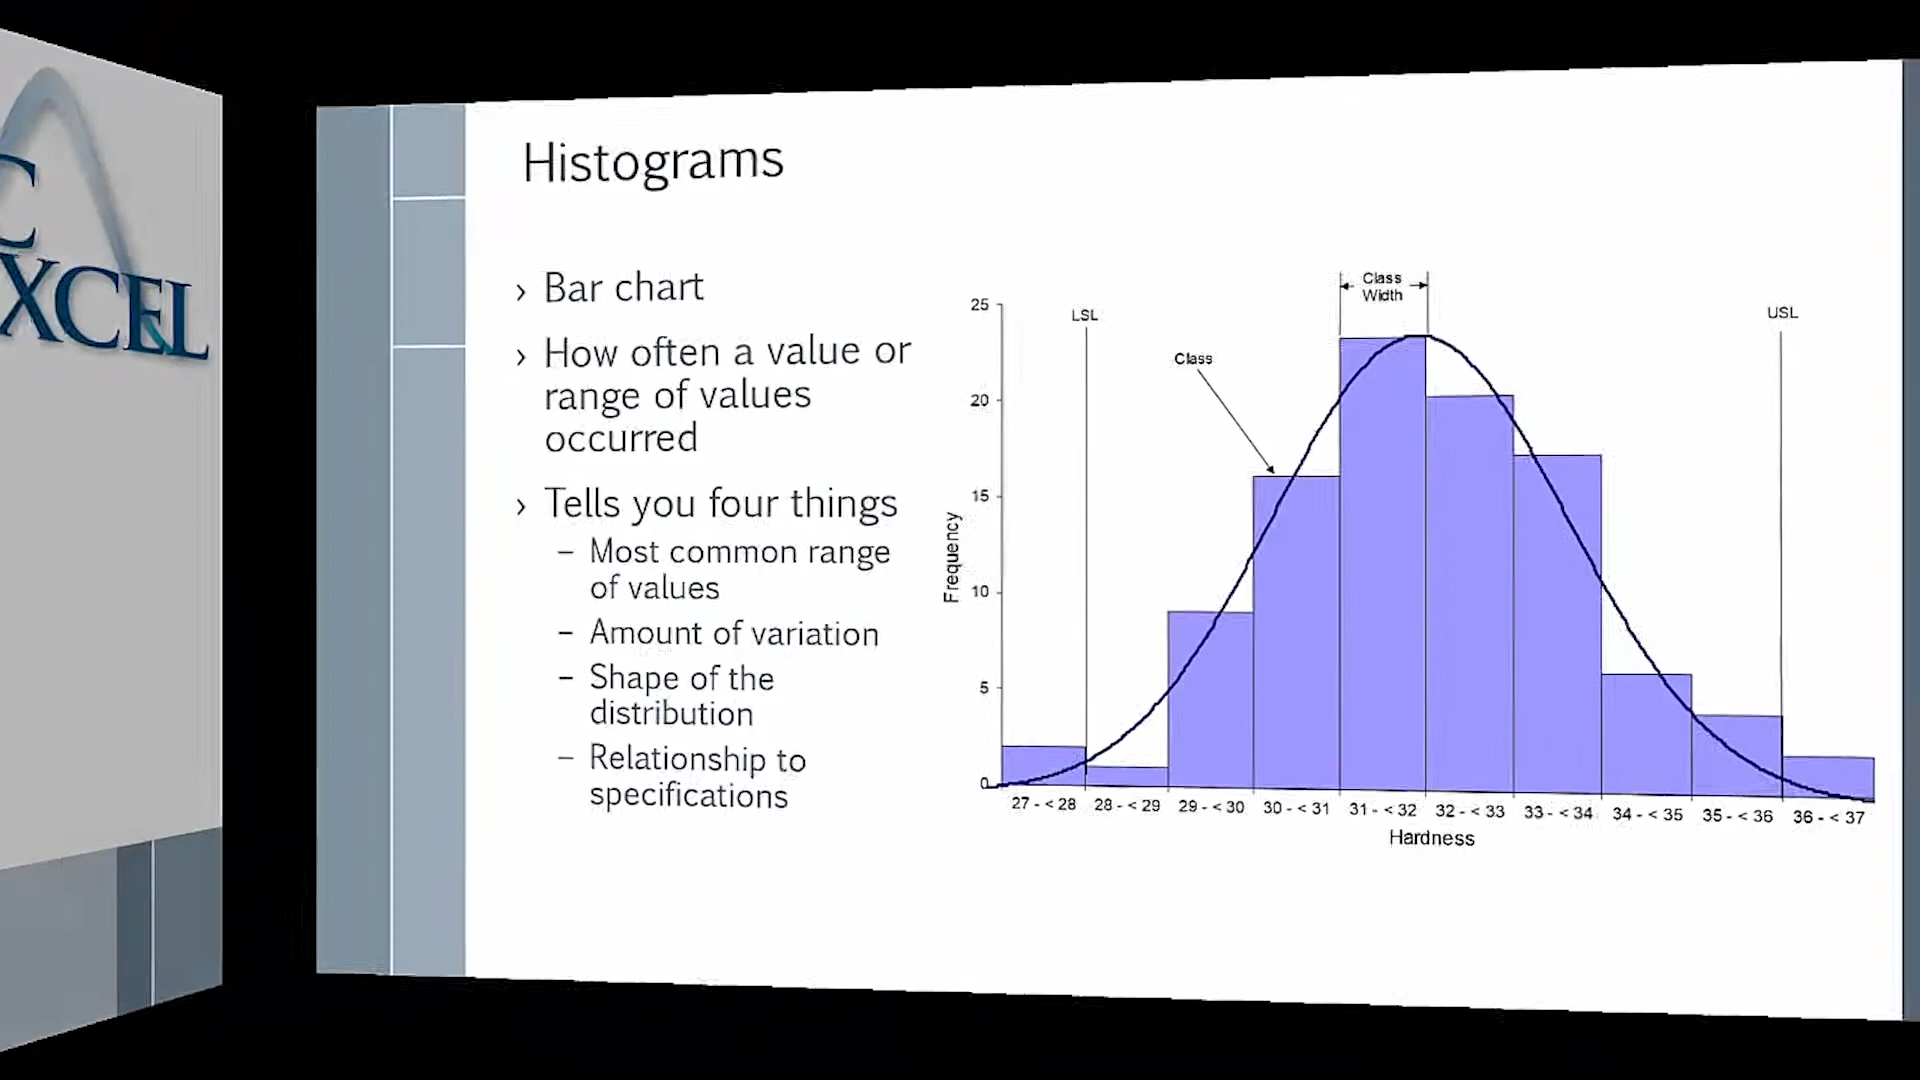 C
XCEL
Histograms
› Bar chart
› How often a value or
range of values
occurred
› Tells you four things
– Most common range
of values
– Amount of variation
– Shape of the
distribution
– Relationship to
specifications
Class
Width
LSL
USL
Class
25
20
15
10
5
0
Frequency
27 - < 28
28 - < 29
29 - < 30
30 - < 31
31 - < 32
32 - < 33
33 - < 34
34 - < 35
35 - < 36
36 - < 37
Hardness